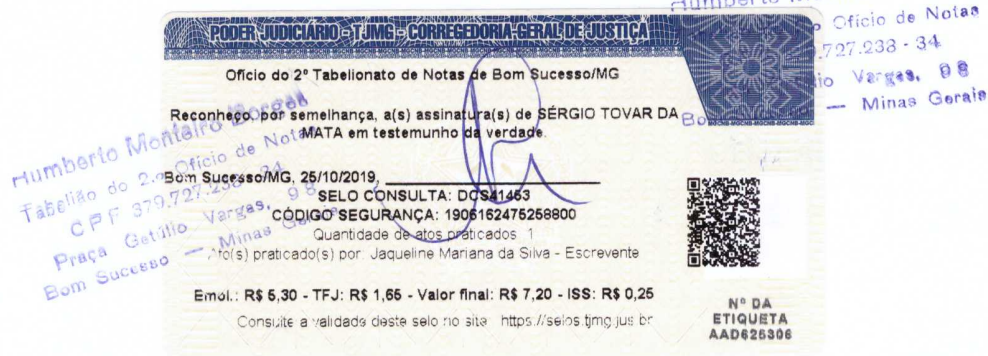 PODER JUDICIÁRIO - TJMG - CORREGEDORIA-GERAL DE JUSTIÇA
Ofício do 2º Tabelionato de Notas de Bom Sucesso/MG
Reconheço, por semelhança, a(s) assinatura(s) de SÉRGIO TOVAR DA
MATA em testemunho da verdade.
Bom Sucesso/MG, 25/10/2019,
SELO CONSULTA: DCS41463
CÓDIGO SEGURANÇA: 1906162475258800
Quantidade de atos praticados: 1
Ato(s) praticado(s) por: Jaqueline Mariana da Silva - Escrevente
Emol.: R$ 5,30 - TFJ: R$ 1,65 - Valor final: R$ 7,20 - ISS: R$ 0,25
Consulte a validade deste selo no site https://selos.tjmg.jus.br
Nº DA
ETIQUETA
AAD625306
Humberto Monteiro Borges
Tabelião do 2.o Ofício de Notas
CPF 379.727.238-34
Praça Getúlio Vargas, 98
Bom Sucesso — Minas Gerais
Humberto
Ofício de Notas
.727.238-34
Vargas, 98
Bo — Minas Gerais